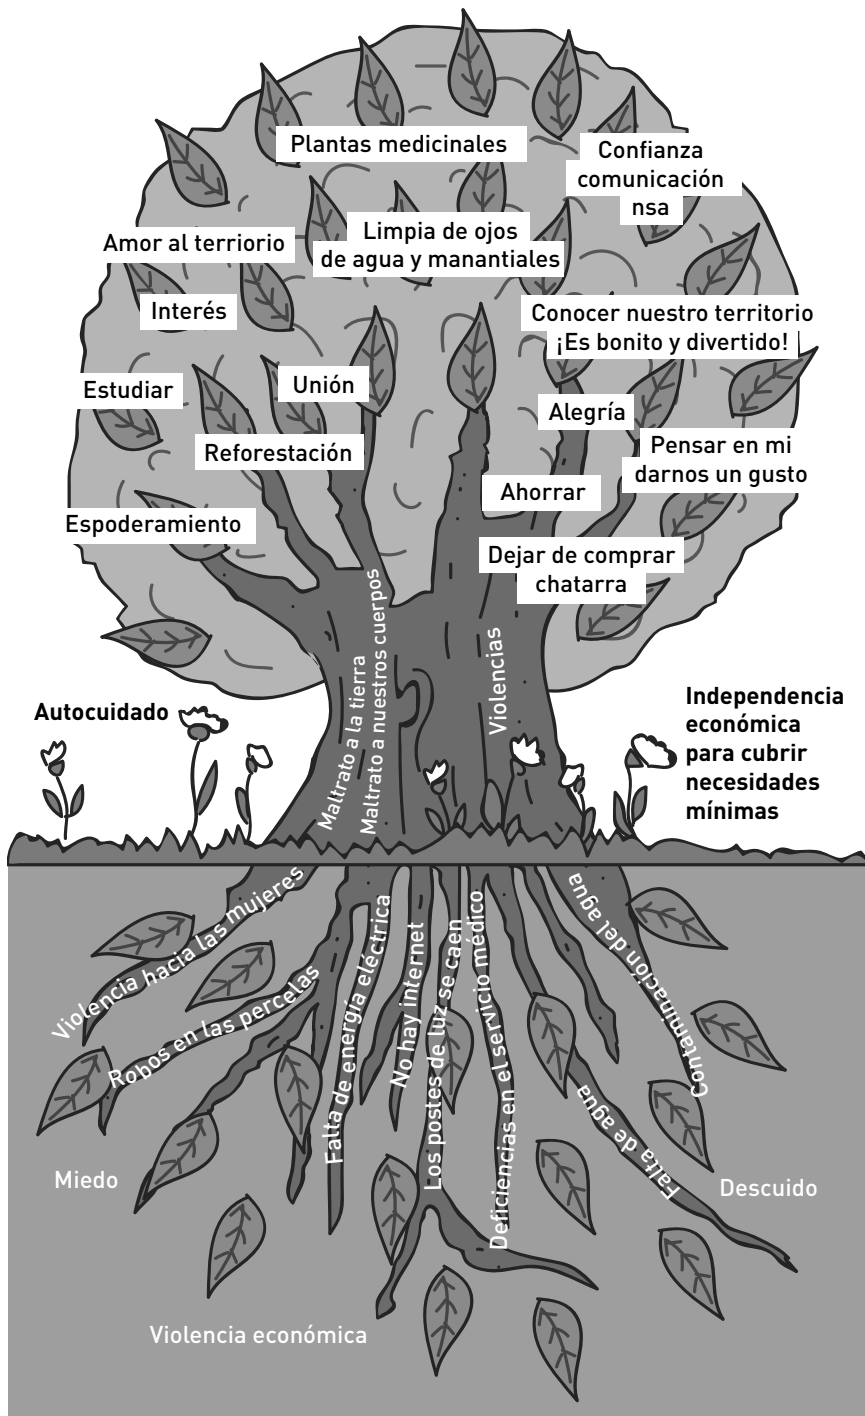 Plantas medicinales
Confianza
comunicación
nsa
Amor al terriorio
Limpia de ojos
de agua y manantiales
Interés
Conocer nuestro territorio
¡Es bonito y divertido!
Estudiar
Unión
Alegría
Reforestación
Pensar en mi
darnos un gusto
Ahorrar
Espoderamiento
Dejar de comprar
chatarra
Maltrato a la tierra
Maltrato a nuestros cuerpos
Violencias
Autocuidado
Independencia
económica
para cubrir
necesidades
mínimas
Violencia hacia las mujeres
Robos en las percelas
Falta de energía eléctrica
No hay internet
Los postes de luz se caen
Deficiencias en el servicio médico
Falta de agua
Contaminación del agua
Miedo
Descuido
Violencia económica